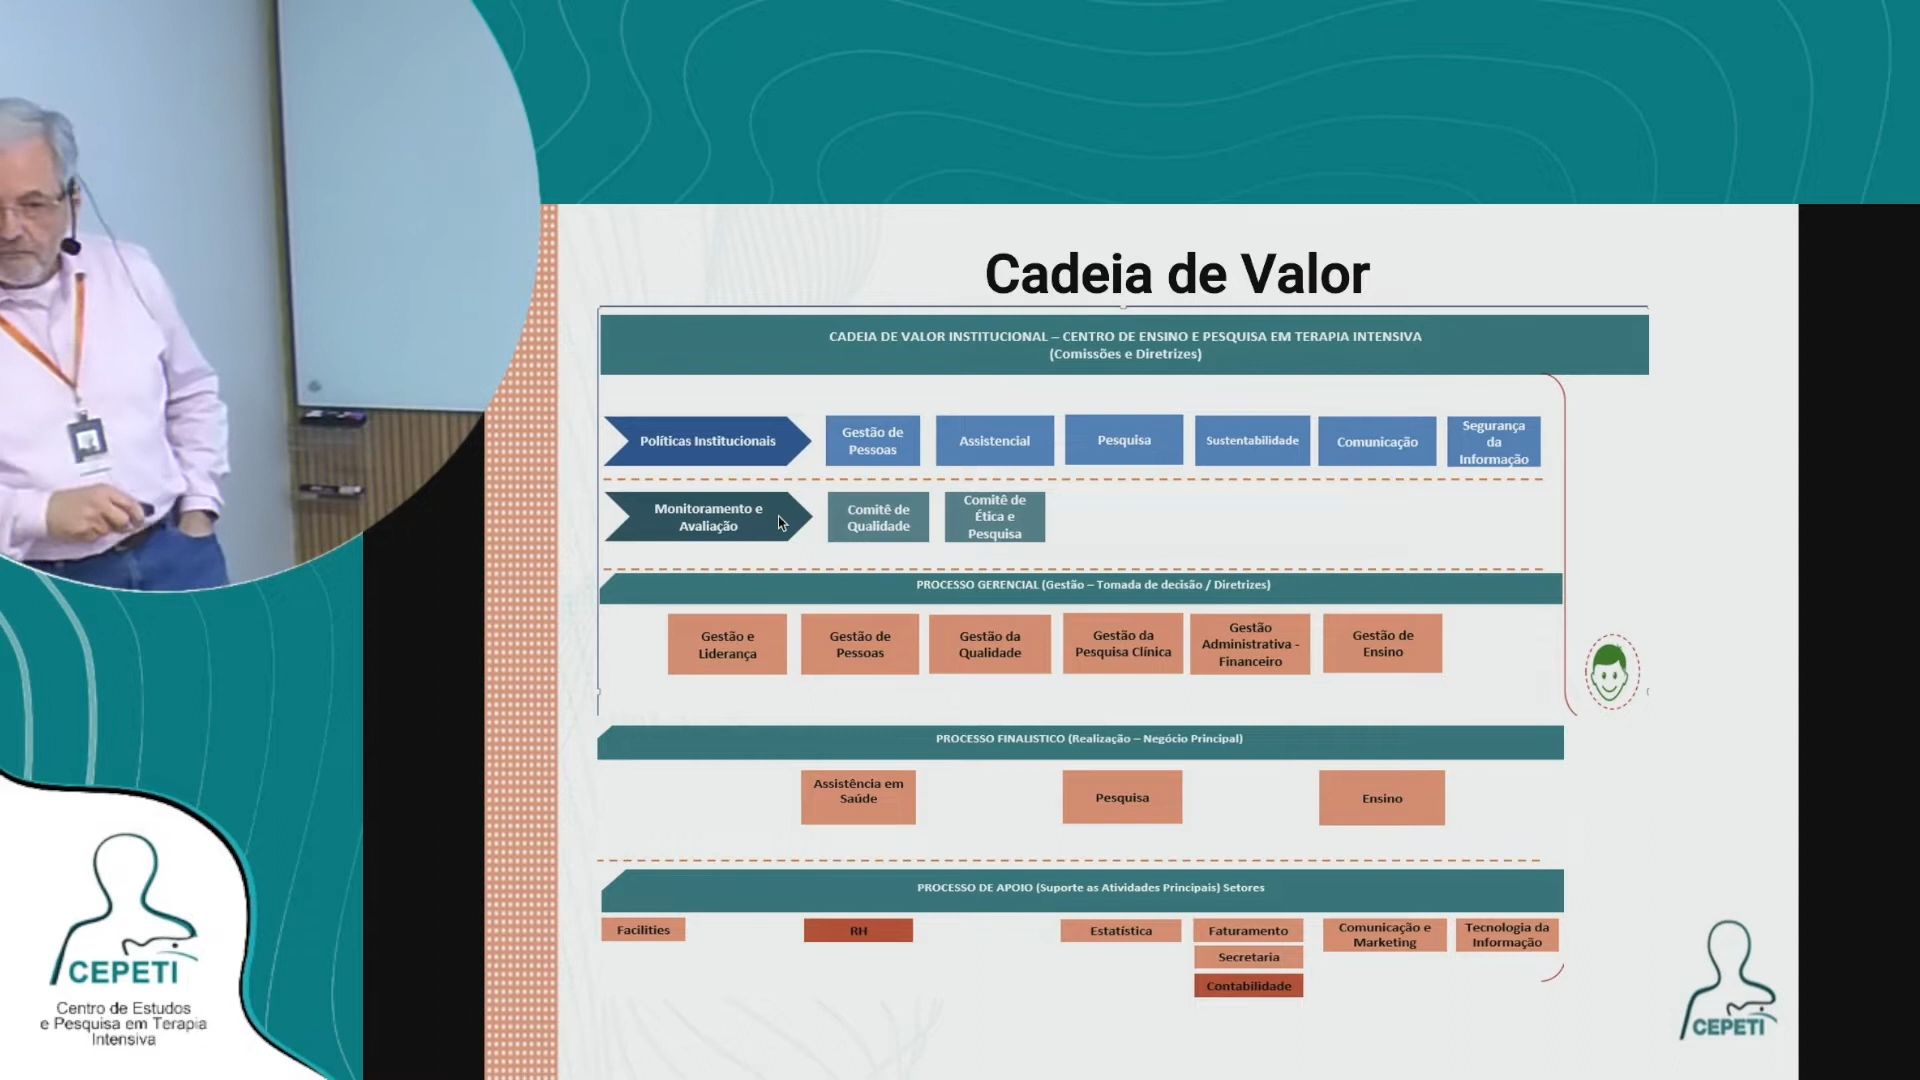 Cadeia de Valor
CADEIA DE VALOR INSTITUCIONAL – CENTRO DE ENSINO E PESQUISA EM TERAPIA INTENSIVA
(Comissões e Diretrizes)
Políticas Institucionais
Gestão de
Pessoas
Assistencial
Pesquisa
Sustentabilidade
Comunicação
Segurança
da
Informação
Monitoramento e
Avaliação
Comitê de
Qualidade
Comitê de
Ética e
Pesquisa
PROCESSO GERENCIAL (Gestão – Tomada de decisão / Diretrizes)
Gestão e
Liderança
Gestão de
Pessoas
Gestão da
Qualidade
Gestão da
Pesquisa Clínica
Gestão
Administrativa -
Financeiro
Gestão de
Ensino
PROCESSO FINALISTICO (Realização – Negócio Principal)
Assistência em
Saúde
Pesquisa
Ensino
PROCESSO DE APOIO (Suporte as Atividades Principais) Setores
Facilities
RH
Estatística
Faturamento
Secretaria
Contabilidade
Comunicação e
Marketing
Tecnologia da
Informação
CEPETI
Centro de Estudos
e Pesquisa em Terapia
Intensiva
CEPETI